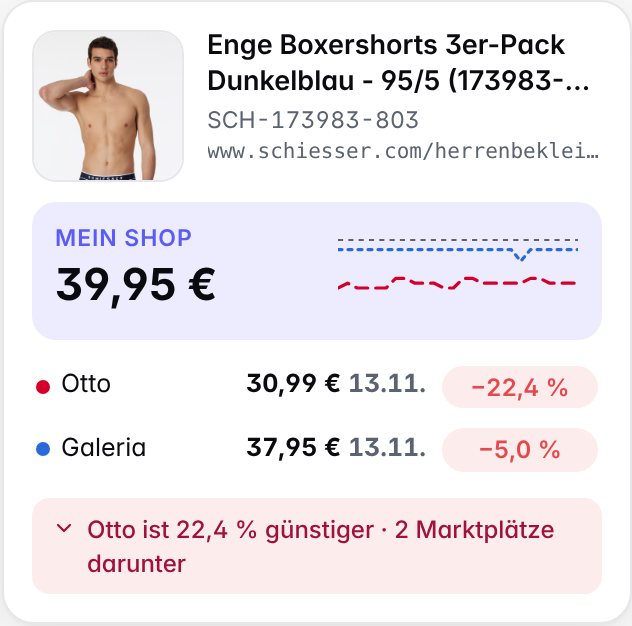 Enge Boxershorts 3er-Pack
Dunkelblau - 95/5 (173983-...
SCH-173983-803
www.schiesser.com/herrenbeklei…
MEIN SHOP
39,95 €
Otto 30,99 € 13.11. −22,4 %
Galeria 37,95 € 13.11. −5,0 %
Otto ist 22,4 % günstiger · 2 Marktplätze
darunter